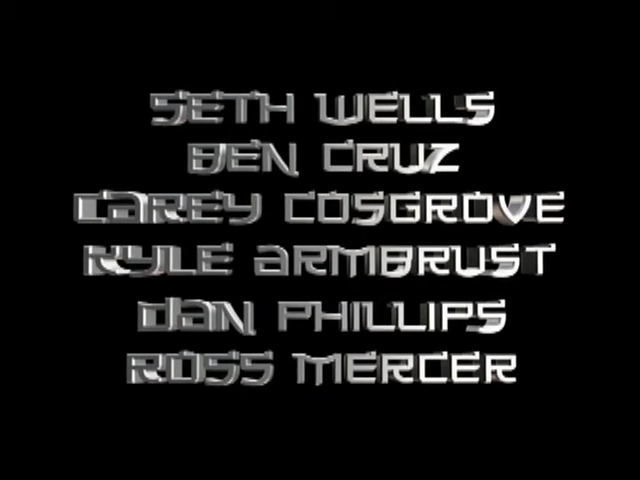 SETH WELLS
BEN CRUZ
CAREY COSGROVE
KYLE ARMBRUST
DAN PHILLIPS
ROSS MERCER